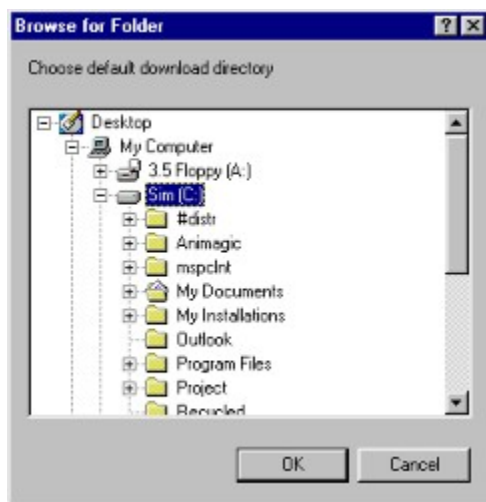 Browse for Folder
Choose default download directory
Desktop
My Computer
3.5 Floppy (A:)
Sim (C:)
#distr
Animagic
mspclnt
My Documents
My Installations
Outlook
Program Files
Project
Recycled
OK Cancel